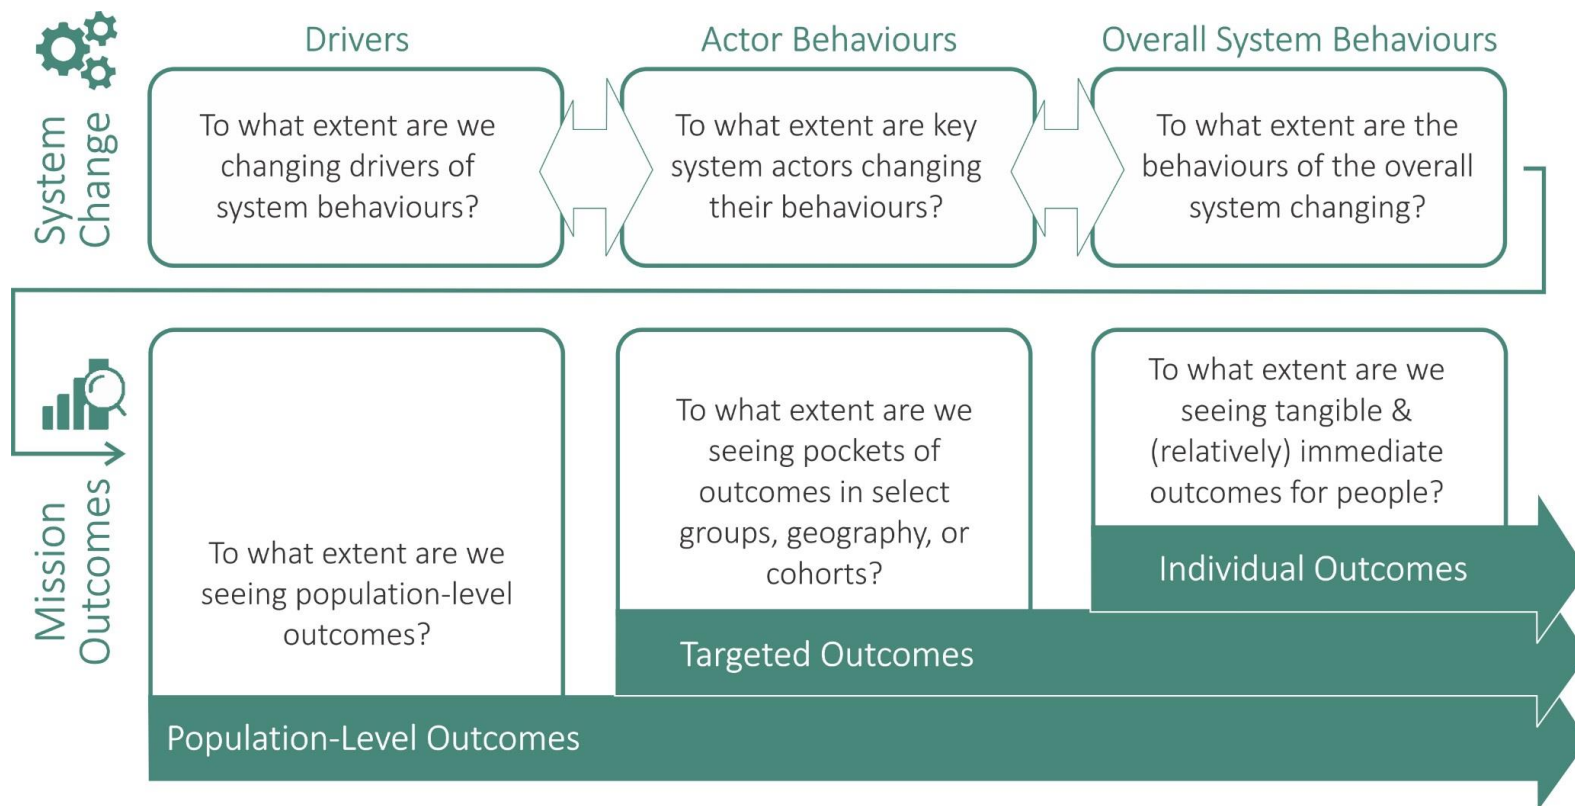 System
Change
Drivers
To what extent are we
changing drivers of
system behaviours?
Actor Behaviours
To what extent are key
system actors changing
their behaviours?
Overall System Behaviours
To what extent are the
behaviours of the overall
system changing?
Mission
Outcomes
To what extent are we
seeing population-level
outcomes?
Population-Level Outcomes
To what extent are we
seeing pockets of
outcomes in select
groups, geography, or
cohorts?
Targeted Outcomes
To what extent are we
seeing tangible &
(relatively) immediate
outcomes for people?
Individual Outcomes